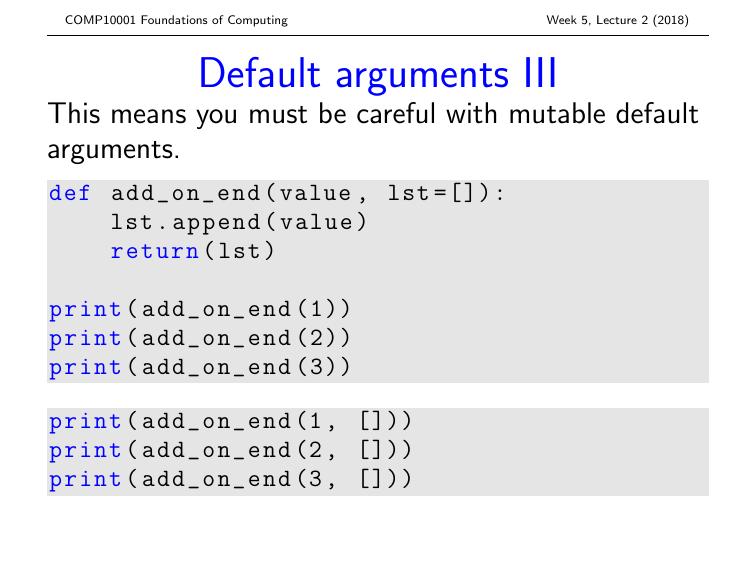 COMP10001 Foundations of Computing Week 5, Lecture 2 (2018)
Default arguments III
This means you must be careful with mutable default
arguments.
def add_on_end(value, lst=[]):
    lst.append(value)
    return(lst)
print(add_on_end(1))
print(add_on_end(2))
print(add_on_end(3))
print(add_on_end(1, []))
print(add_on_end(2, []))
print(add_on_end(3, []))